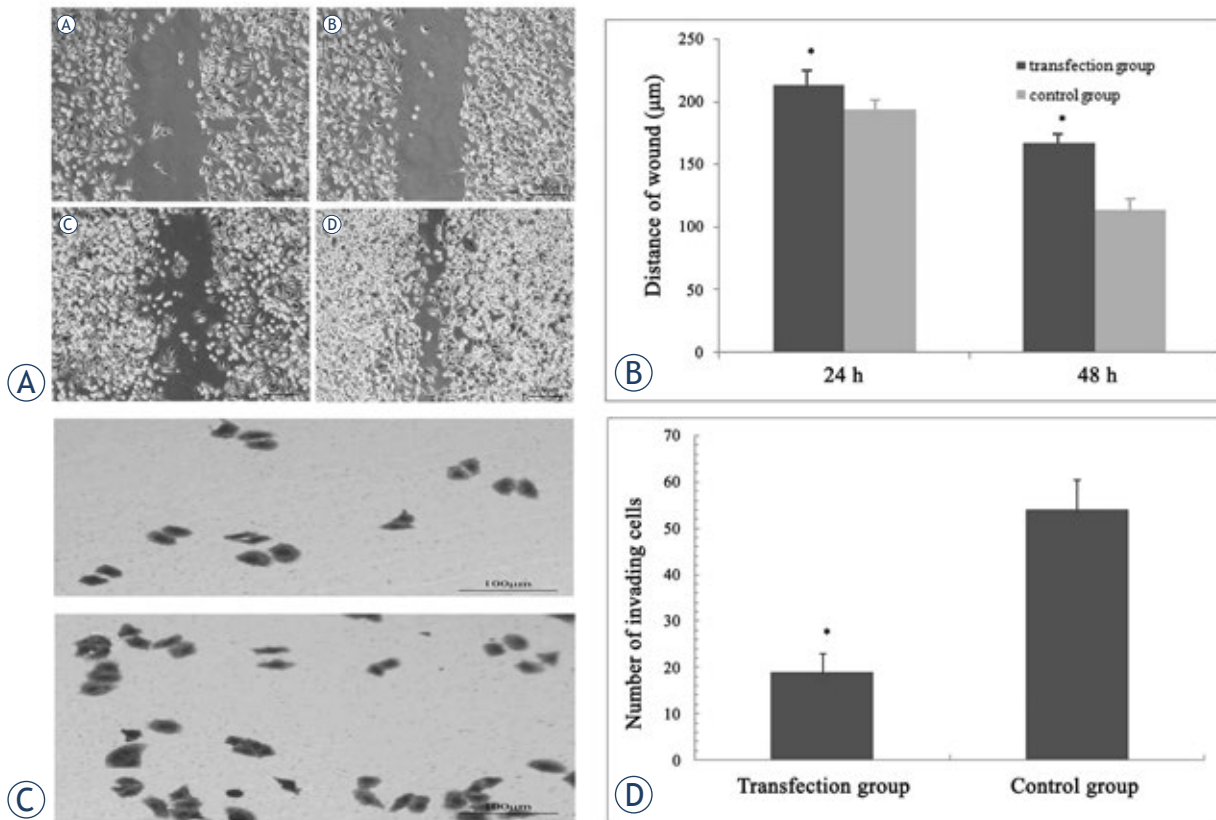 A
B
C
D
A
B
250
200
150
100
50
0
Distance of wound (μm)
•
•
transfection group
control group
24 h
48 h
C
100μm
100μm
D
70
60
50
40
30
20
10
0
Number of invading cells
•
Transfection group
Control group